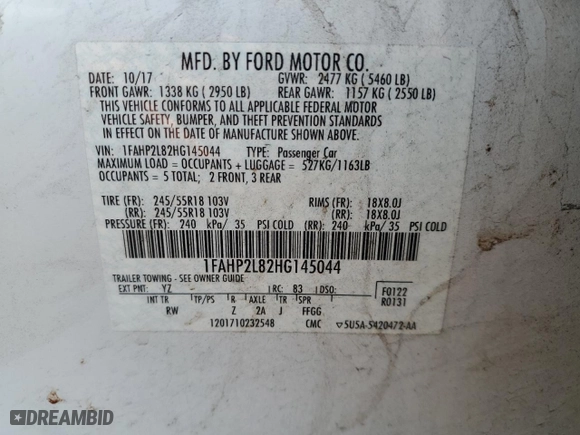 MFD. BY FORD MOTOR CO.
DATE: 10/17 GVWR: 2477 KG ( 5460 LB)
FRONT GAWR: 1338 KG ( 2950 LB) REAR GAWR: 1157 KG ( 2550 LB)
THIS VEHICLE CONFORMS TO ALL APPLICABLE FEDERAL MOTOR
VEHICLE SAFETY, BUMPER, AND THEFT PREVENTION STANDARDS
IN EFFECT ON THE DATE OF MANUFACTURE SHOWN ABOVE.
VIN: 1FAHP2L82HG145044 TYPE: Passenger Car
MAXIMUM LOAD = OCCUPANTS + LUGGAGE = 527KG/1163LB
OCCUPANTS = 5 TOTAL; 2 FRONT, 3 REAR
TIRE (FR): 245/55R18 103V RIMS (FR): 18X8.0J
(RR): 245/55R18 103V (RR): 18X8.0J
PRESSURE (FR): 240 kPa/ 35 PSI COLD (RR): 240 kPa/ 35 PSI COLD
1FAHP2L82HG145044
TRAILER TOWING - SEE OWNER GUIDE
EXT PNT: YZ RC: 83 DSO: F0122
INT TR TP/PS R AXLE TR SPR R0131
RW Z 2A J FFGG
1201710232548 CMC 5U5A-5420472-AA
DREAMBID